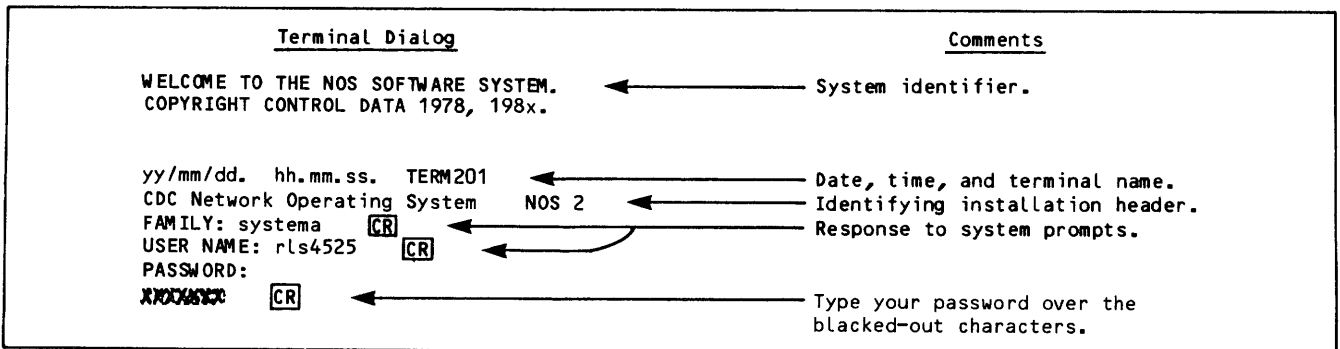 Terminal Dialog
Comments
WELCOME TO THE NOS SOFTWARE SYSTEM.
System identifier.
COPYRIGHT CONTROL DATA 1978, 198x.
yy/mm/dd. hh.mm.ss. TERM201
Date, time, and terminal name.
CDC Network Operating System NOS 2
Identifying installation header.
FAMILY: systema CR
Response to system prompts.
USER NAME: rls4525 CR
PASSWORD:
CR
Type your password over the
blacked-out characters.